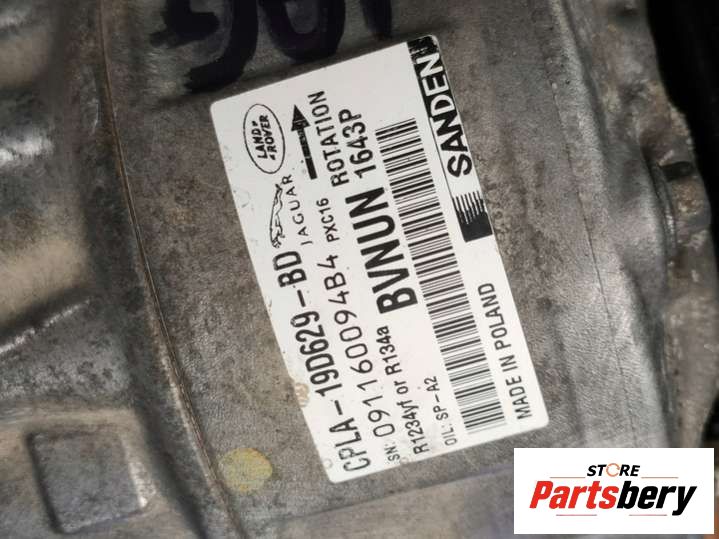 LAND ROVER
JAGUAR
CPLA-19D629-BD
PXC16 ROTATION
SN: 091160094B4
BVNUN 1643P
R1234yf or R134a
OIL: SP-A2
SANDEN
MADE IN POLAND
STORE
Partsbery